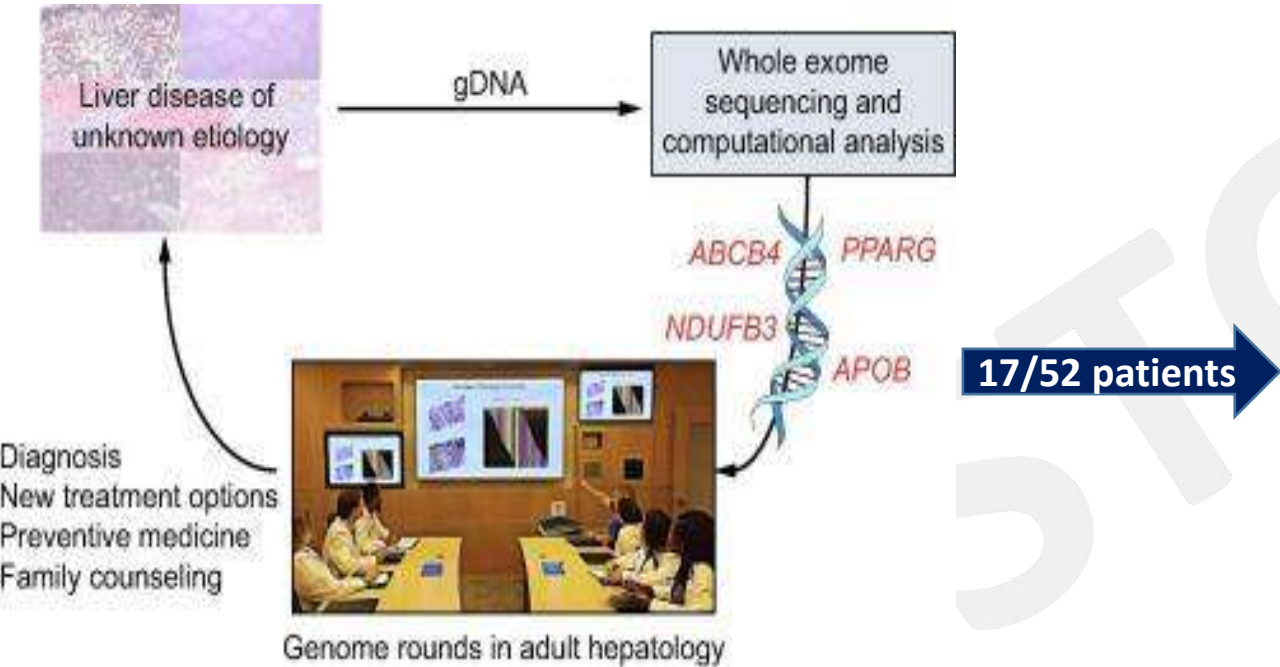 Liver disease of
unknown etiology
gDNA
Whole exome
sequencing and
computational analysis
ABCB4
PPARG
NDUFB3
APOB
17/52 patients
Diagnosis
New treatment options
Preventive medicine
Family counseling
Genome rounds in adult hepatology